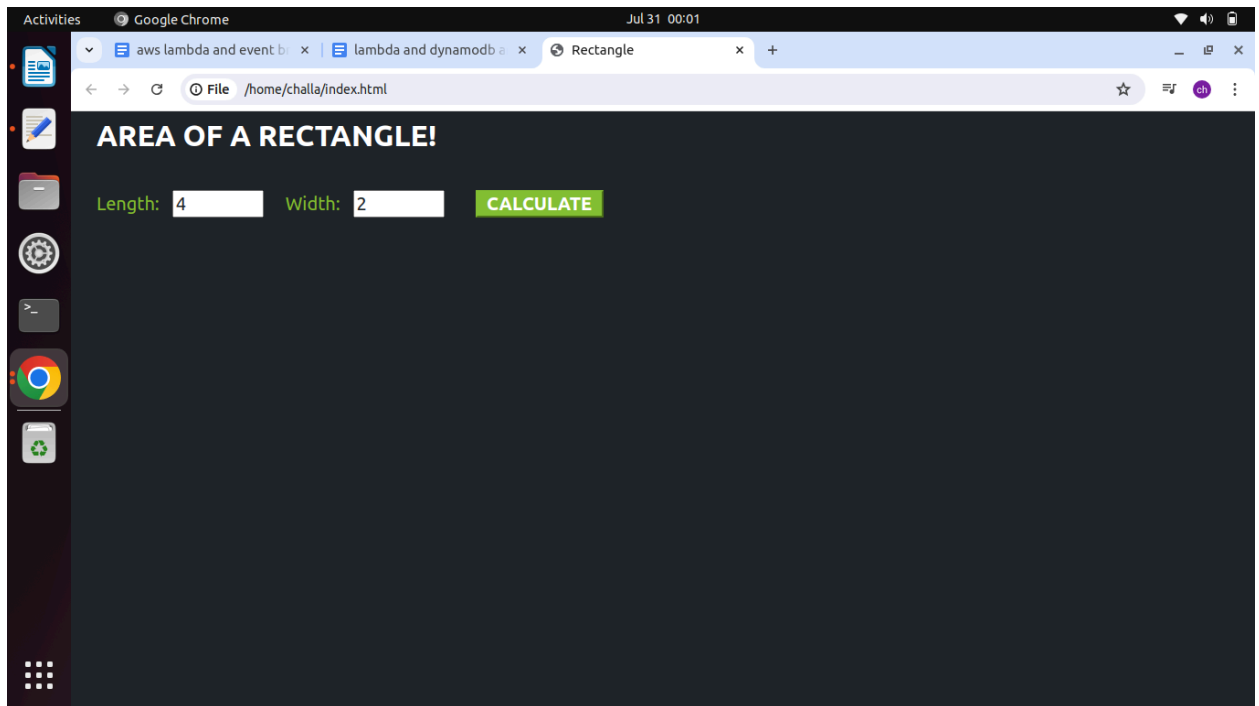 Activities Google Chrome Jul 31 00:01
aws lambda and event b lambda and dynamodb a Rectangle
File /home/challa/index.html ch
AREA OF A RECTANGLE!
Length: 4 Width: 2 CALCULATE